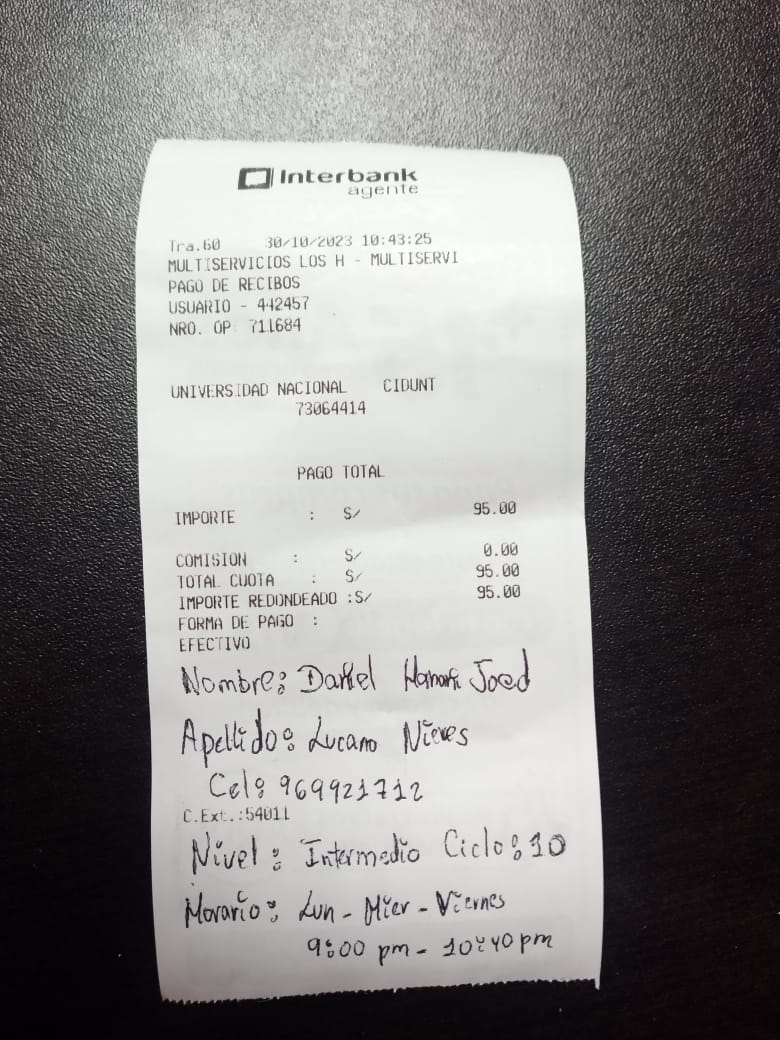 Interbank
agente
Tra.60 30/10/2023 10:43:25
MULTISERVICIOS LOS H - MULTISERVI
PAGO DE RECIBOS
USUARIO - 442457
NRO. OP 711684
UNIVERSIDAD NACIONAL CIDUNT
73064414
PAGO TOTAL
IMPORTE : S/ 95.00
COMISION : S/ 0.00
TOTAL CUOTA : S/ 95.00
IMPORTE REDONDEADO :S/ 95.00
FORMA DE PAGO :
EFECTIVO
Nombre: Daniel Joed
Apellido: Lucano Nieves
Cel: 969921712
C.Ext.:54011
Nivel: Intermedio Ciclo: 10
Horario: Lun - Mier - Viernes
9:00 pm - 10:40 pm